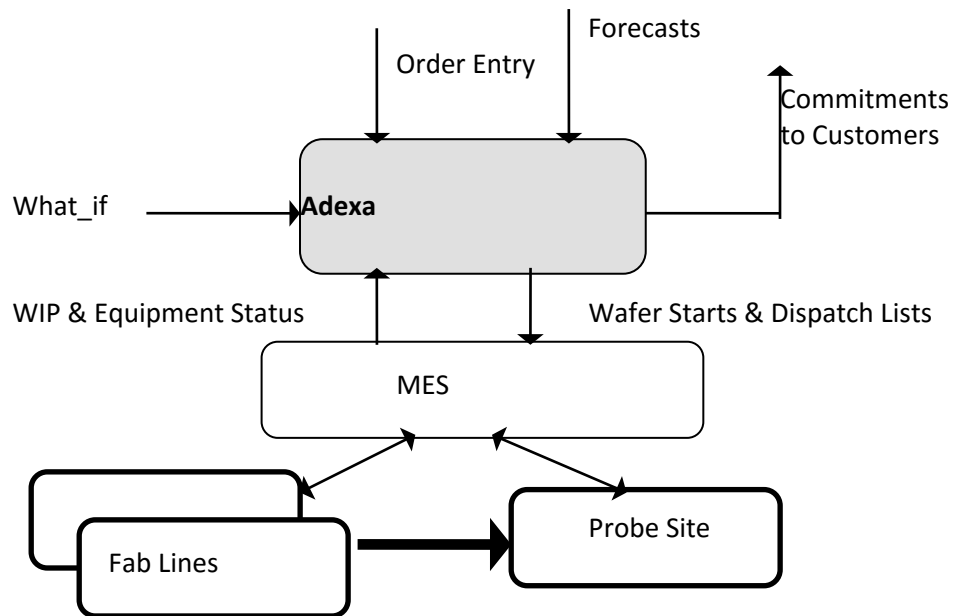 Forecasts
Order Entry
Commitments
to Customers
What_if
Adexa
WIP & Equipment Status
Wafer Starts & Dispatch Lists
MES
Probe Site
Fab Lines